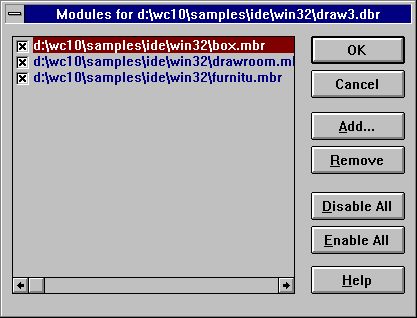 Modules for d:\wc10\samples\ide\win32\draw3.dbr
d:\wc10\samples\ide\win32\box.mbr
d:\wc10\samples\ide\win32\drawroom.ml
d:\wc10\samples\ide\win32\furnitu.mbr
OK
Cancel
Add...
Remove
Disable All
Enable All
Help